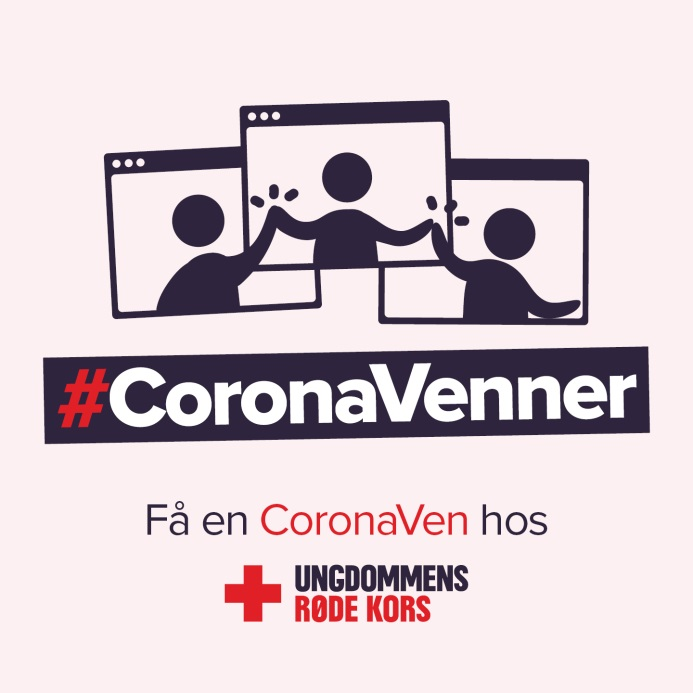 #CoronaVenner
Få en CoronaVen hos
UNGDOMMENS
RØDE KORS